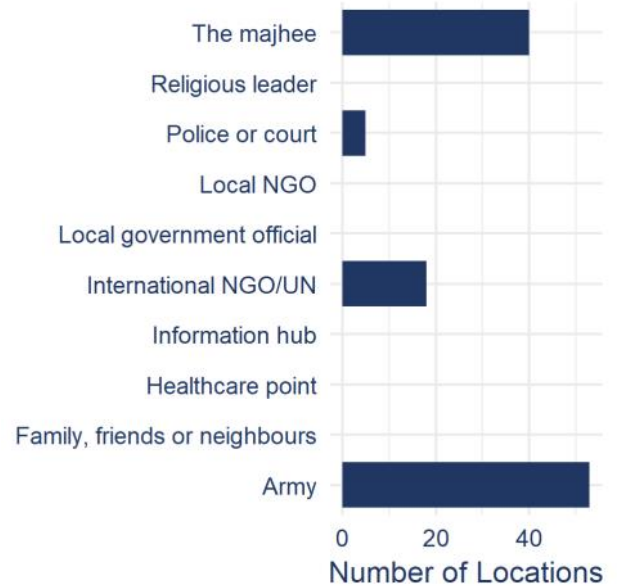 The majhee
Religious leader
Police or court
Local NGO
Local government official
International NGO/UN
Information hub
Healthcare point
Family, friends or neighbours
Army
0 20 40
Number of Locations